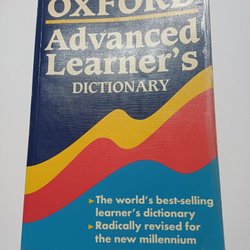 OXFORD
Advanced
Learner's
DICTIONARY
The world's best-selling
learner's dictionary
Radically revised for
the new millennium